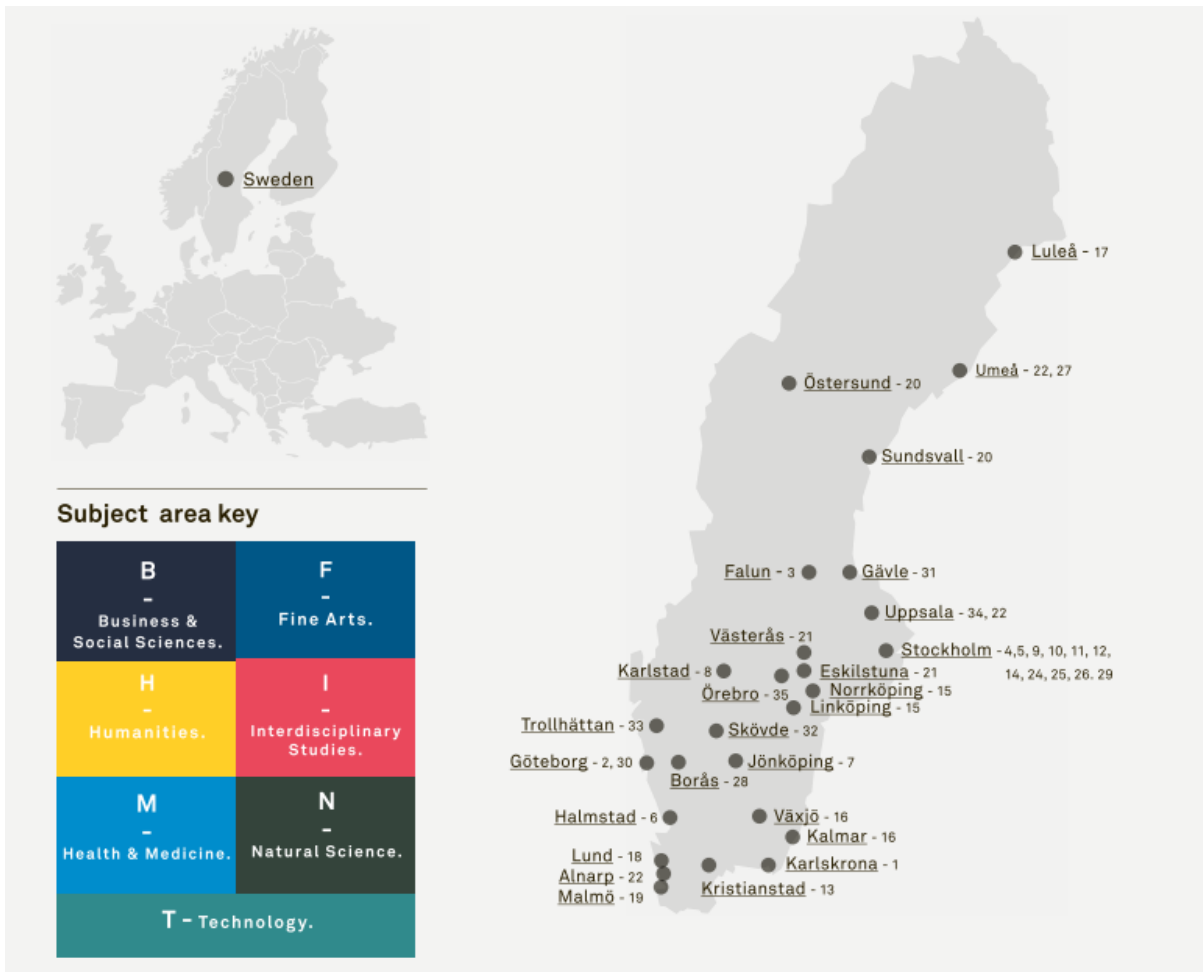 Sweden
Subject area key
B
-
Business &
Social Sciences.
F
-
Fine Arts.
H
-
Humanities.
I
-
Interdisciplinary
Studies.
M
-
Health & Medicine.
N
-
Natural Science.
T - Technology.
Luleå - 17
Umeå - 22, 27
Östersund - 20
Sundsvall - 20
Falun - 3
Gävle - 31
Uppsala - 34, 22
Västerås - 21
Stockholm - 4,5, 9, 10, 11, 12,
14, 24, 25, 26. 29
Karlstad - 8
Eskilstuna - 21
Örebro - 35
Norrköping - 15
Linköping - 15
Trollhättan - 33
Skövde - 32
Göteborg - 2, 30
Jönköping - 7
Borås - 28
Halmstad - 6
Växjö - 16
Kalmar - 16
Lund - 18
Karlskrona - 1
Alnarp - 22
Kristianstad - 13
Malmö - 19